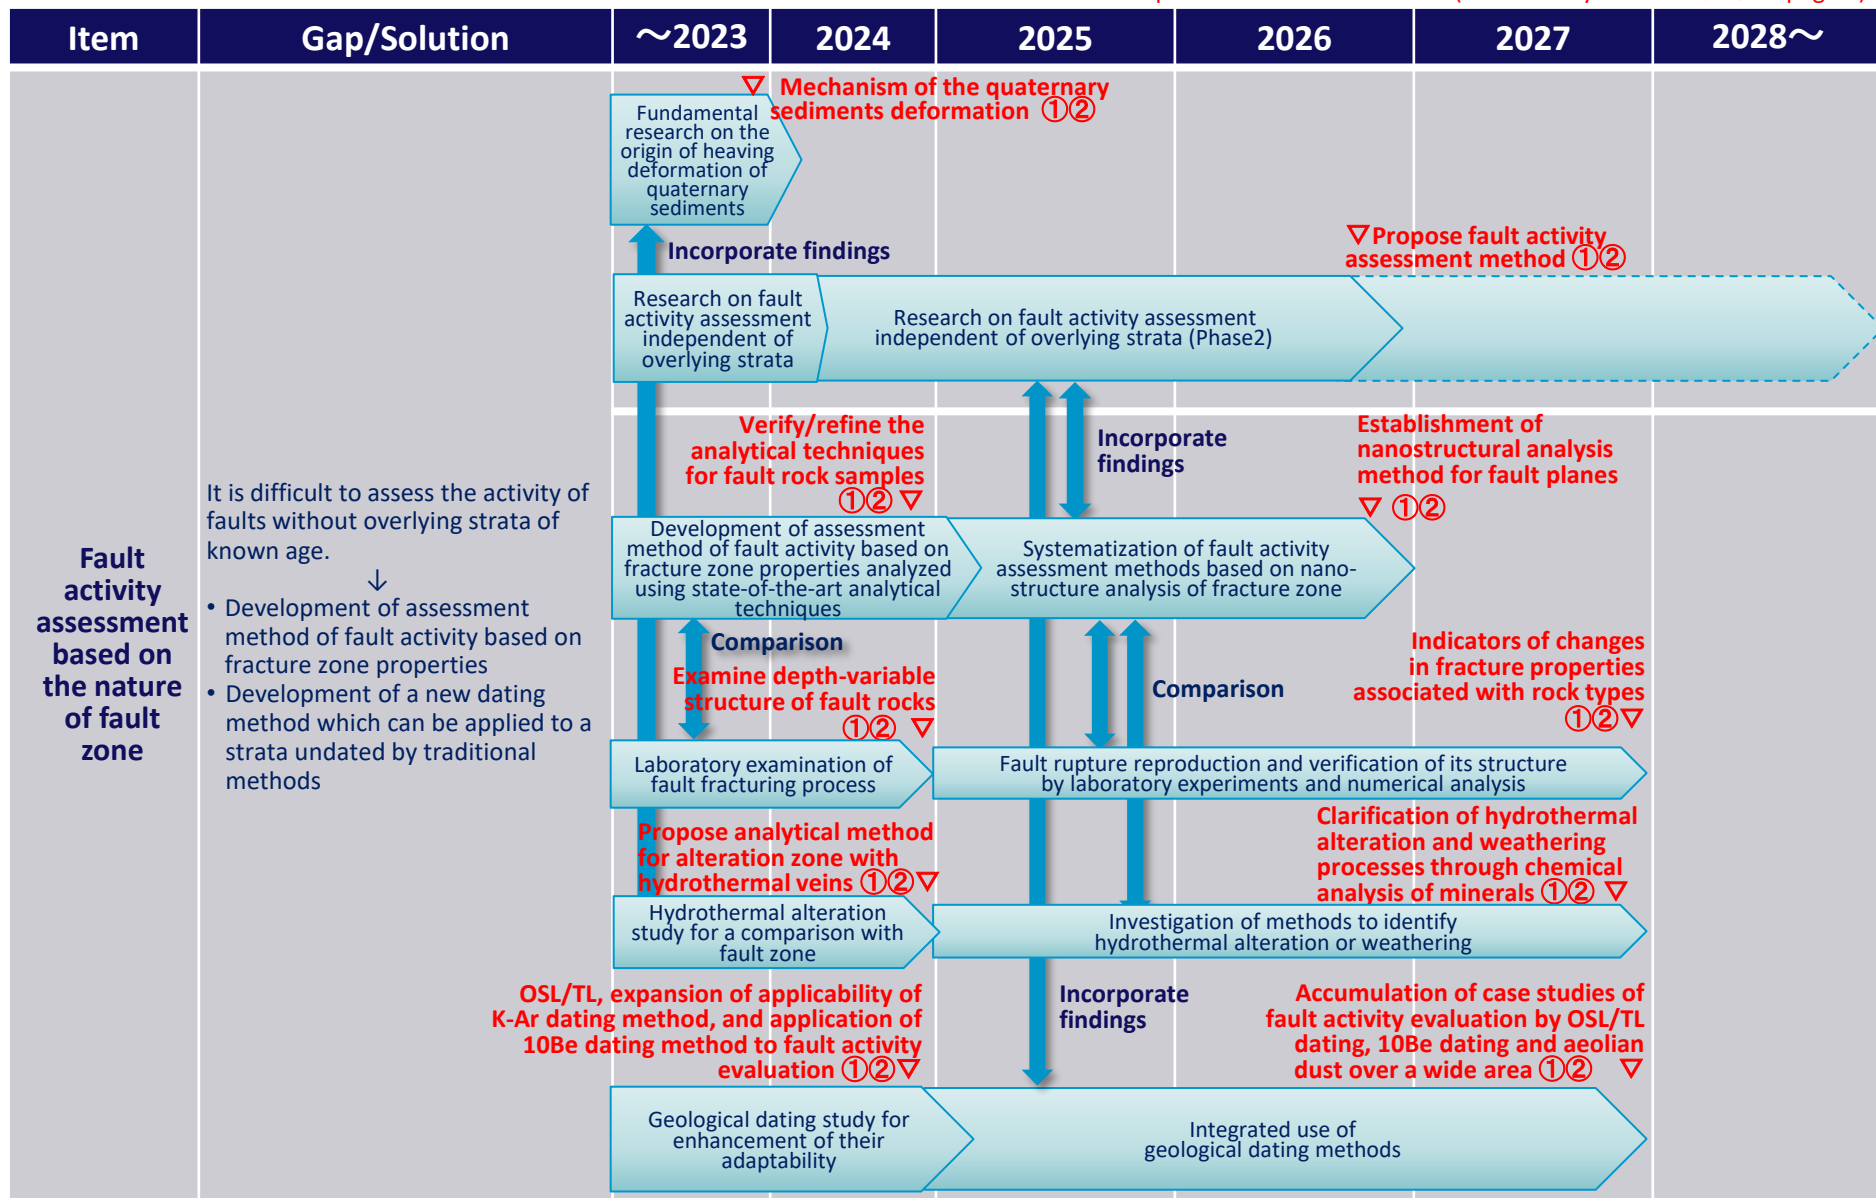 Item
Gap/Solution
～2023
2024
2025
2026
2027
2028～
▽ Mechanism of the quaternary
sediments deformation ①②
Fundamental
research on the
origin of heaving
deformation of
quaternary
sediments
Incorporate findings
▽Propose fault activity
assessment method ①②
Research on fault
activity assessment
independent of
overlying strata
Research on fault activity assessment
independent of overlying strata (Phase2)
Fault
activity
assessment
based on
the nature
of fault
zone
It is difficult to assess the activity of
faults without overlying strata of
known age.
↓
• Development of assessment
method of fault activity based on
fracture zone properties
• Development of a new dating
method which can be applied to a
strata undated by traditional
methods
Verify/refine the
analytical techniques
for fault rock samples
①② ▽
Incorporate
findings
Establishment of
nanostructural analysis
method for fault planes
▽ ①②
Development of assessment
method of fault activity based on
fracture zone properties analyzed
using state-of-the-art analytical
techniques
Systematization of fault activity
assessment methods based on nano-
structure analysis of fracture zone
Comparison
Examine depth-variable
structure of fault rocks
①② ▽
Comparison
Indicators of changes
in fracture properties
associated with rock types
①②▽
Laboratory examination of
fault fracturing process
Fault rupture reproduction and verification of its structure
by laboratory experiments and numerical analysis
Propose analytical method
for alteration zone with
hydrothermal veins ①②▽
Clarification of hydrothermal
alteration and weathering
processes through chemical
analysis of minerals ①② ▽
Hydrothermal alteration
study for a comparison with
fault zone
Investigation of methods to identify
hydrothermal alteration or weathering
OSL/TL, expansion of applicability of
K-Ar dating method, and application of
10Be dating method to fault activity
evaluation ①②▽
Incorporate
findings
Accumulation of case studies of
fault activity evaluation by OSL/TL
dating, 10Be dating and aeolian
dust over a wide area ①② ▽
Geological dating study for
enhancement of their
adaptability
Integrated use of
geological dating methods